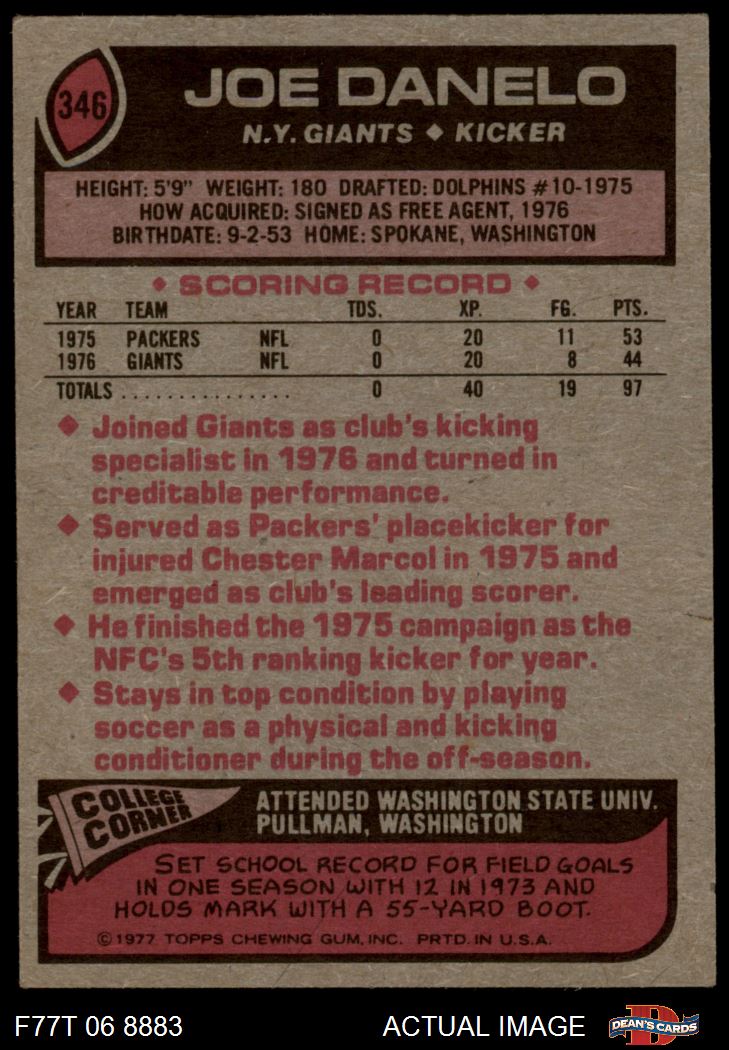 346
JOE DANELO
N.Y. GIANTS ◆ KICKER
HEIGHT: 5'9" WEIGHT: 180 DRAFTED: DOLPHINS #10-1975
HOW ACQUIRED: SIGNED AS FREE AGENT, 1976
BIRTHDATE: 9-2-53 HOME: SPOKANE, WASHINGTON
◆ SCORING RECORD ◆
YEAR TEAM TDS. XP. FG. PTS.
1975 PACKERS NFL 0 20 11 53
1976 GIANTS NFL 0 20 8 44
TOTALS ................ 0 40 19 97
◆ Joined Giants as club's kicking
specialist in 1976 and turned in
creditable performance.
◆ Served as Packers' placekicker for
injured Chester Marcol in 1975 and
emerged as club's leading scorer.
◆ He finished the 1975 campaign as the
NFC's 5th ranking kicker for year.
◆ Stays in top condition by playing
soccer as a physical and kicking
conditioner during the off-season.
COLLEGE
CORNER
ATTENDED WASHINGTON STATE UNIV.
PULLMAN, WASHINGTON
SET SCHOOL RECORD FOR FIELD GOALS
IN ONE SEASON WITH 12 IN 1973 AND
HOLDS MARK WITH A 55-YARD BOOT.
©1977 TOPPS CHEWING GUM, INC. PRTD. IN U.S.A.
F77T 06 8883 ACTUAL IMAGE
D
DEAN'S CARDS